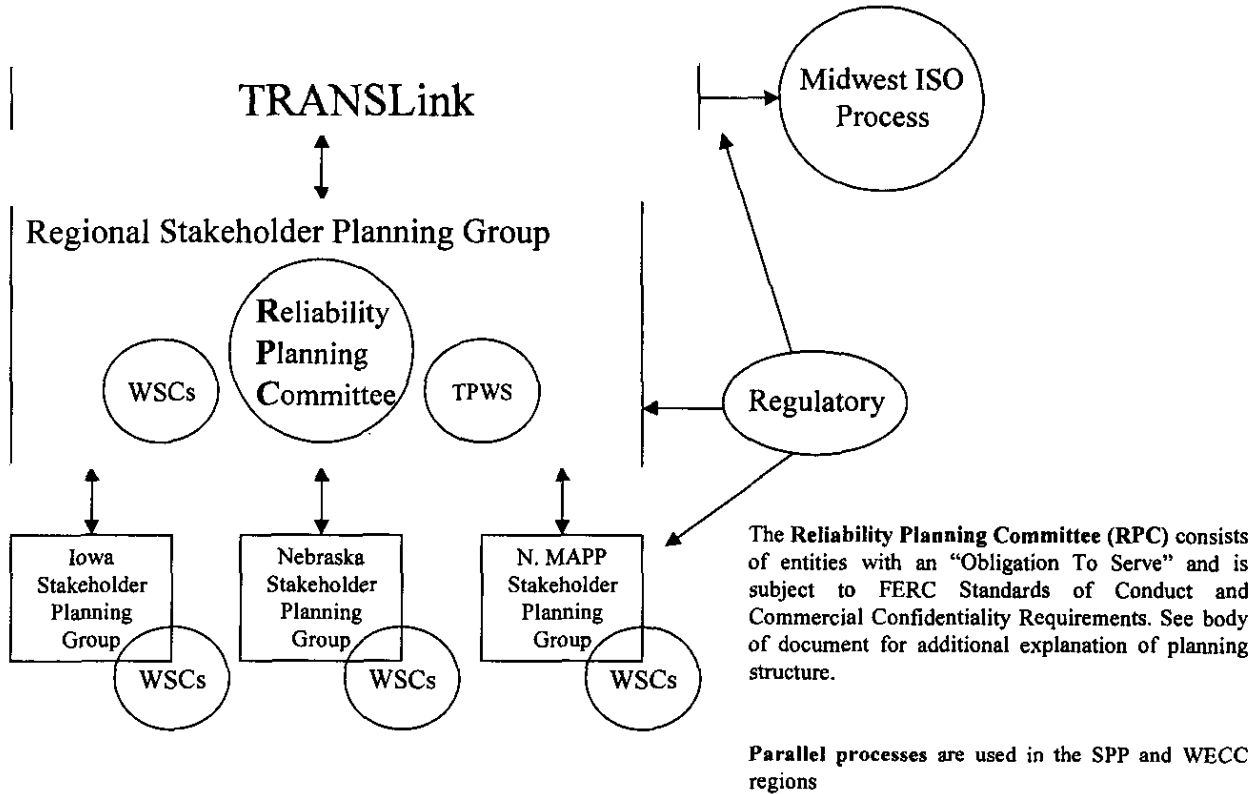 TRANSLink
Midwest ISO
Process
Regional Stakeholder Planning Group
Reliability
Planning
Committee
WSCs
TPWS
Regulatory
Iowa
Stakeholder
Planning
Group
WSCs
Nebraska
Stakeholder
Planning
Group
WSCs
N. MAPP
Stakeholder
Planning
Group
WSCs
The Reliability Planning Committee (RPC) consists
of entities with an “Obligation To Serve” and is
subject to FERC Standards of Conduct and
Commercial Confidentiality Requirements. See body
of document for additional explanation of planning
structure.
Parallel processes are used in the SPP and WECC
regions